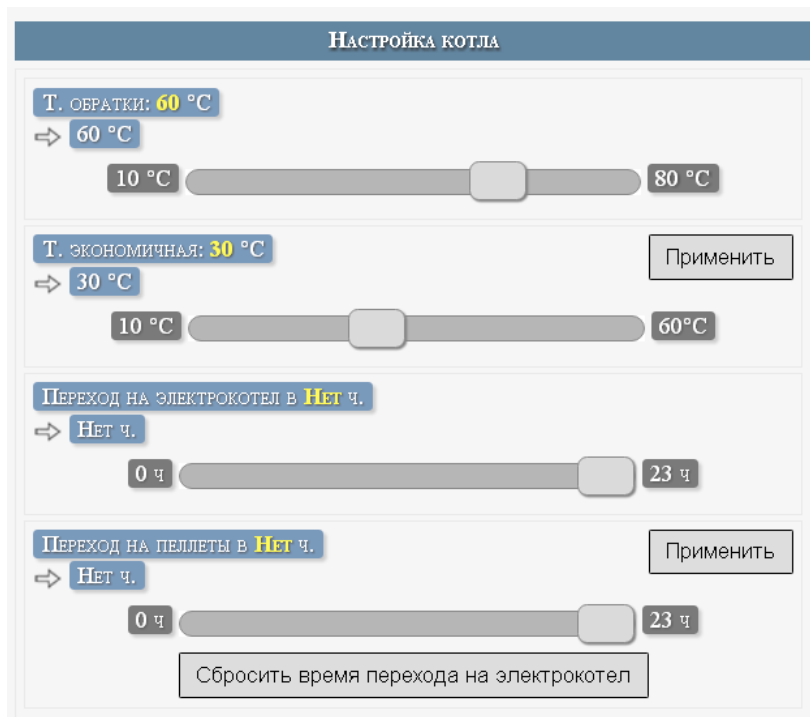 Настройка котла
Т. обратки: 60 °C
60 °C
10 °C 80 °C
Т. экономичная: 30 °C
Применить
30 °C
10 °C 60°C
Переход на электрокотел в Нет ч.
Нет ч.
0 ч 23 ч
Переход на пеллеты в Нет ч.
Применить
Нет ч.
0 ч 23 ч
Сбросить время перехода на электрокотел